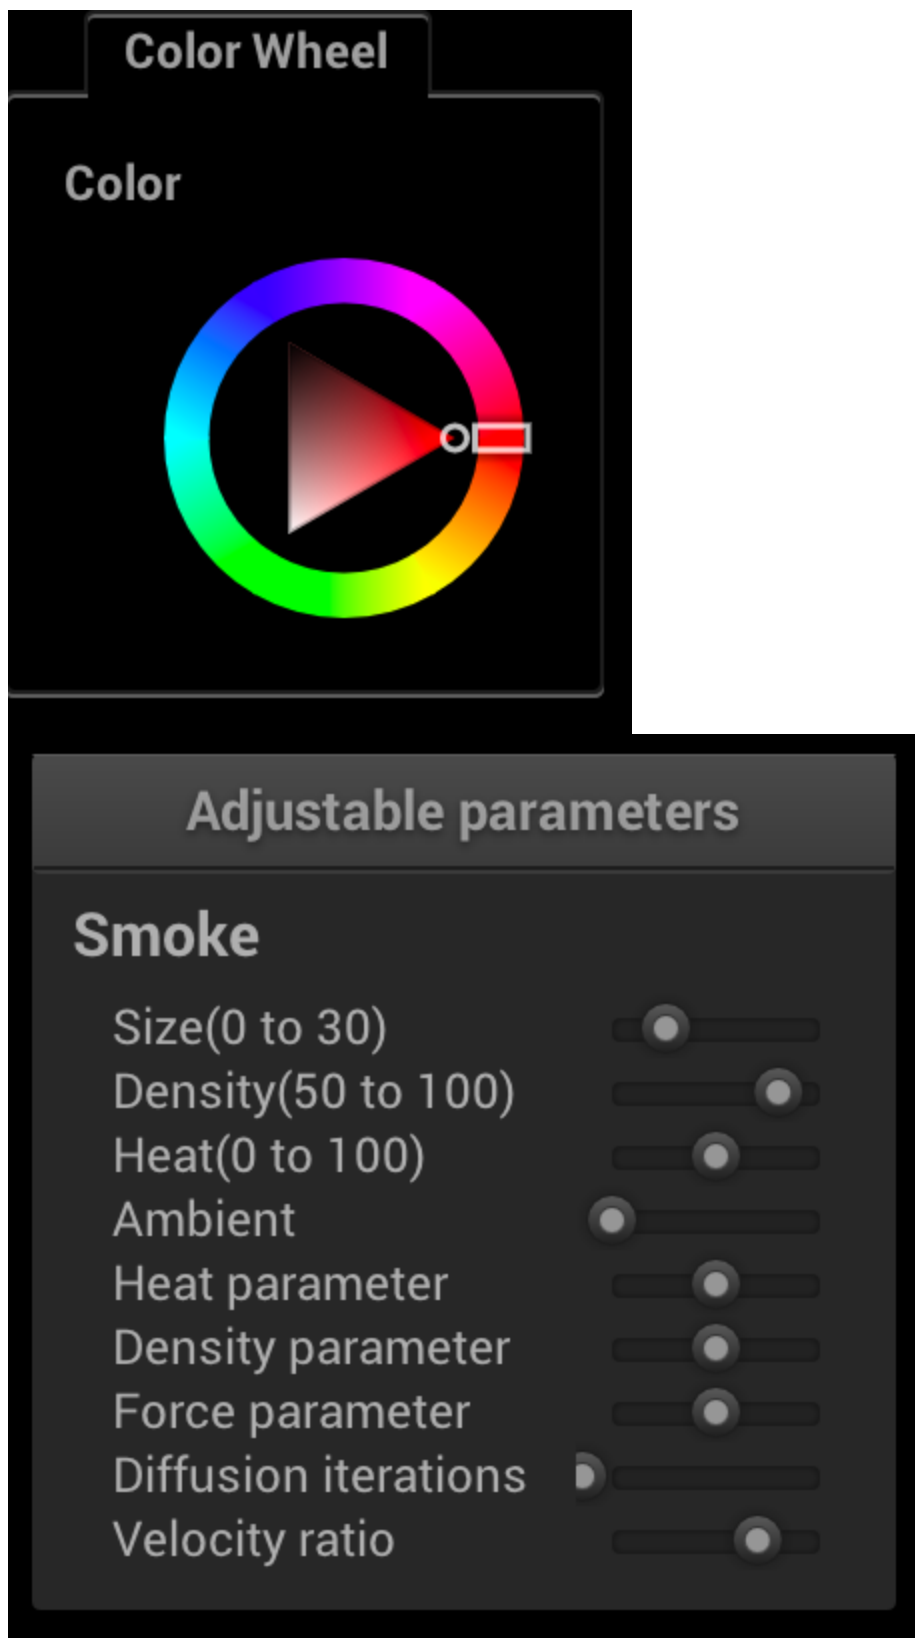 Color Wheel
Color
Adjustable parameters
Smoke
Size(0 to 30)
Density(50 to 100)
Heat(0 to 100)
Ambient
Heat parameter
Density parameter
Force parameter
Diffusion iterations
Velocity ratio